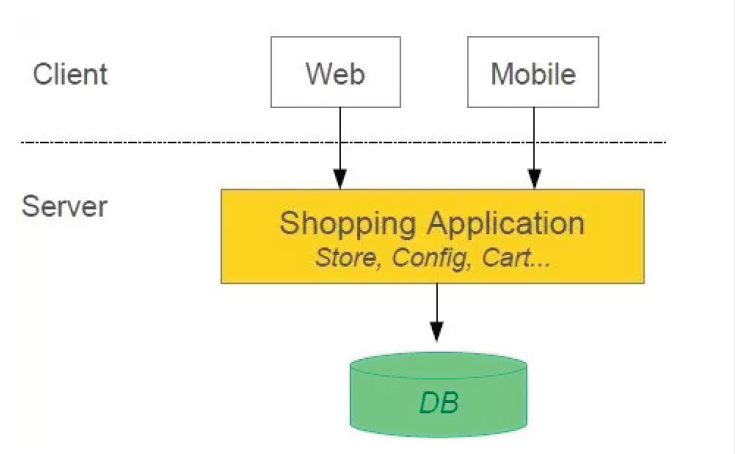 Client
Web
Mobile
Server
Shopping Application
Store, Config, Cart...
DB